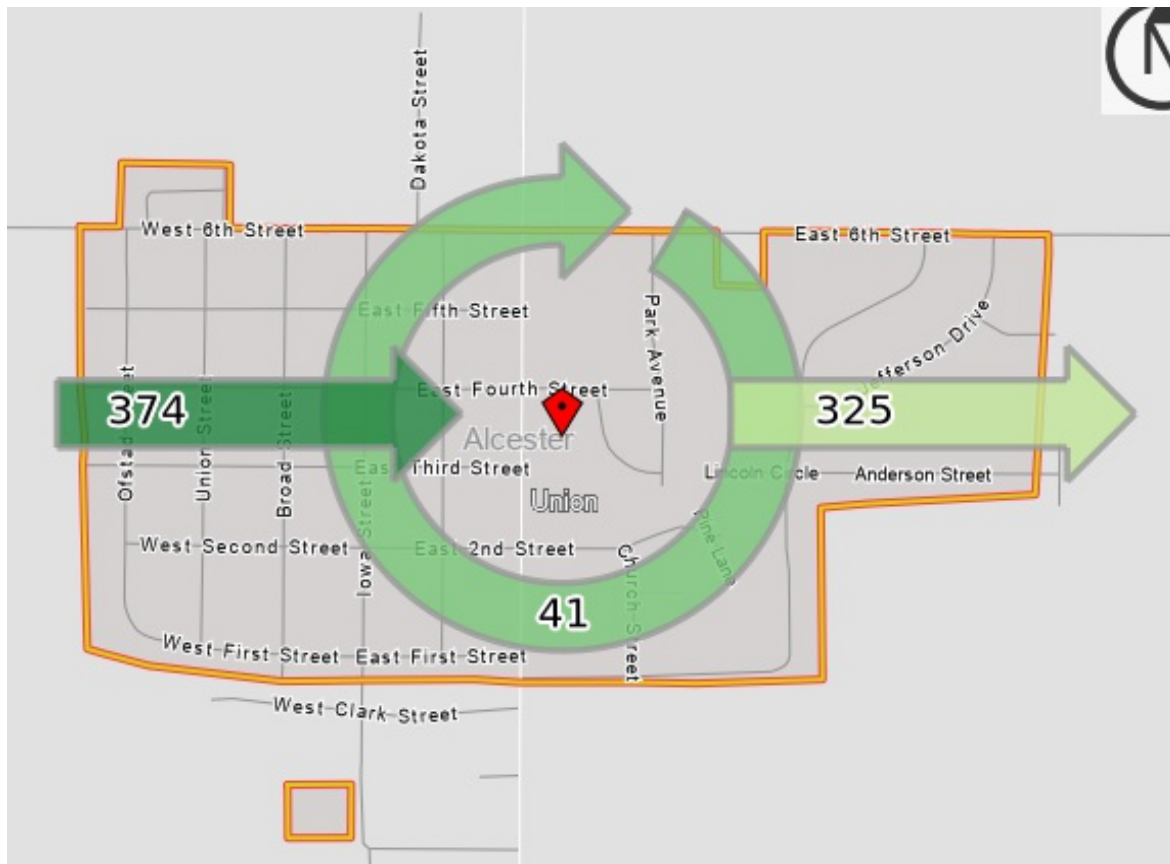 N
Dakota Street
West 6th Street
East 6th Street
East Fifth Street
Park Avenue
Jefferson Drive
East Fourth Street
374
325
Alcester
Ofstad Street
Union Street
Broad Street
Iowa Street
East Third Street
Lincoln Circle
Anderson Street
Union
West Second Street
East 2nd Street
Pine Lane
Church Street
41
West First Street
East First Street
West Clark Street